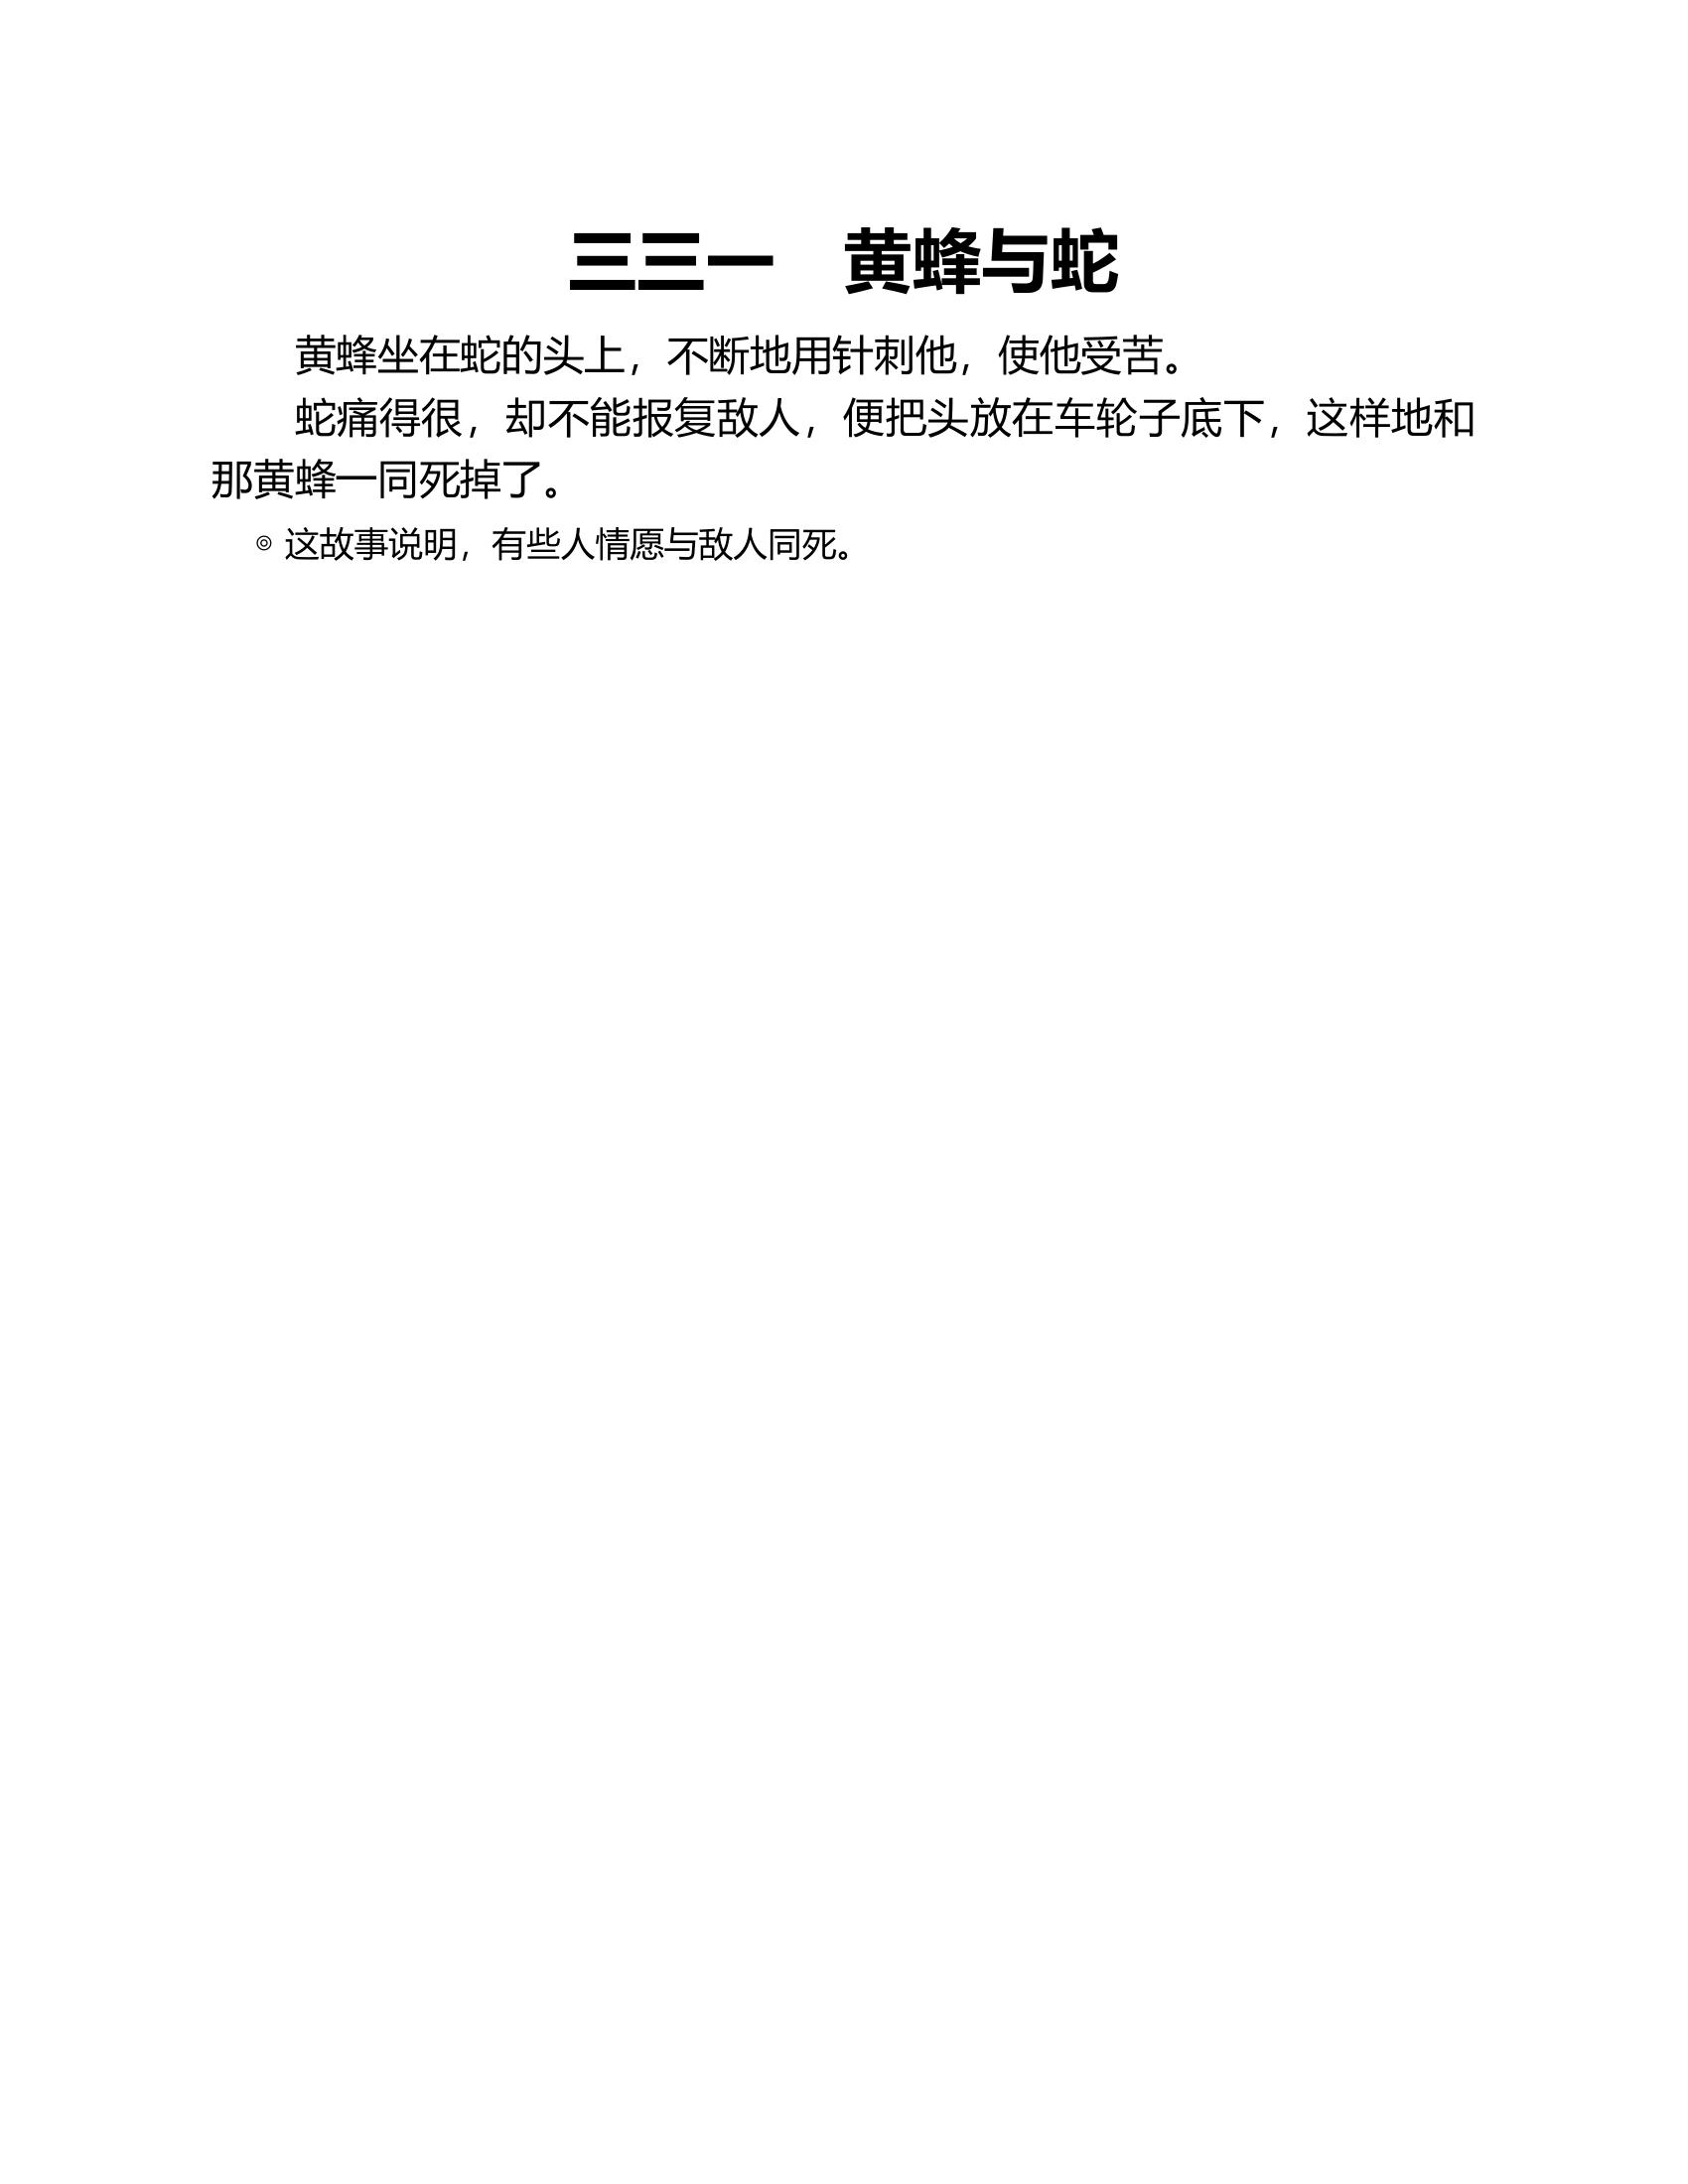 三三一　黄蜂与蛇
黄蜂坐在蛇的头上，不断地用针刺他，使他受苦。
蛇痛得很，却不能报复敌人，便把头放在车轮子底下，这样地和
那黄蜂一同死掉了。
◎ 这故事说明，有些人情愿与敌人同死。